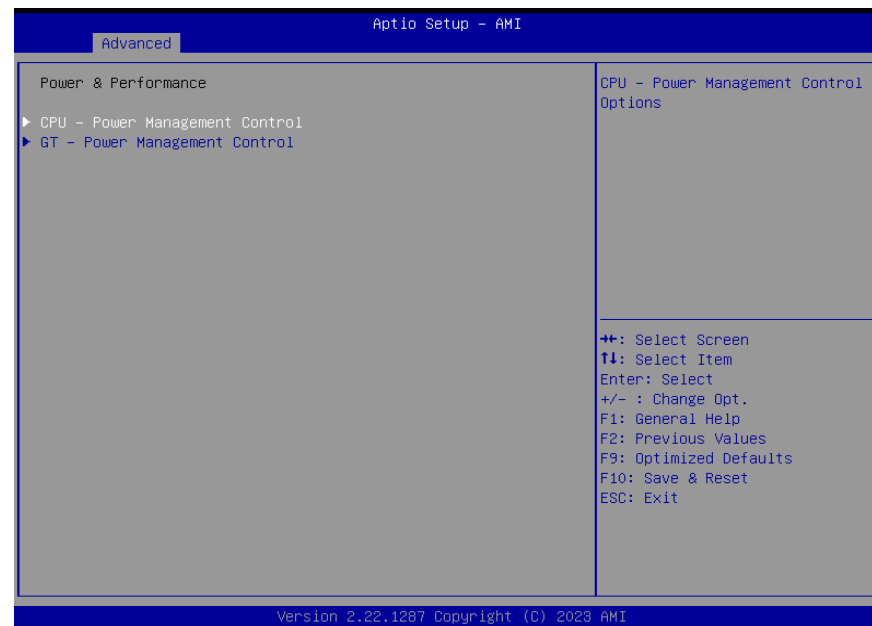 Aptio Setup – AMI
Advanced
Power & Performance
▶ CPU – Power Management Control
▶ GT – Power Management Control
CPU – Power Management Control
Options
→←: Select Screen
↑↓: Select Item
Enter: Select
+/– : Change Opt.
F1: General Help
F2: Previous Values
F9: Optimized Defaults
F10: Save & Reset
ESC: Exit
Version 2.22.1287 Copyright (C) 2023 AMI